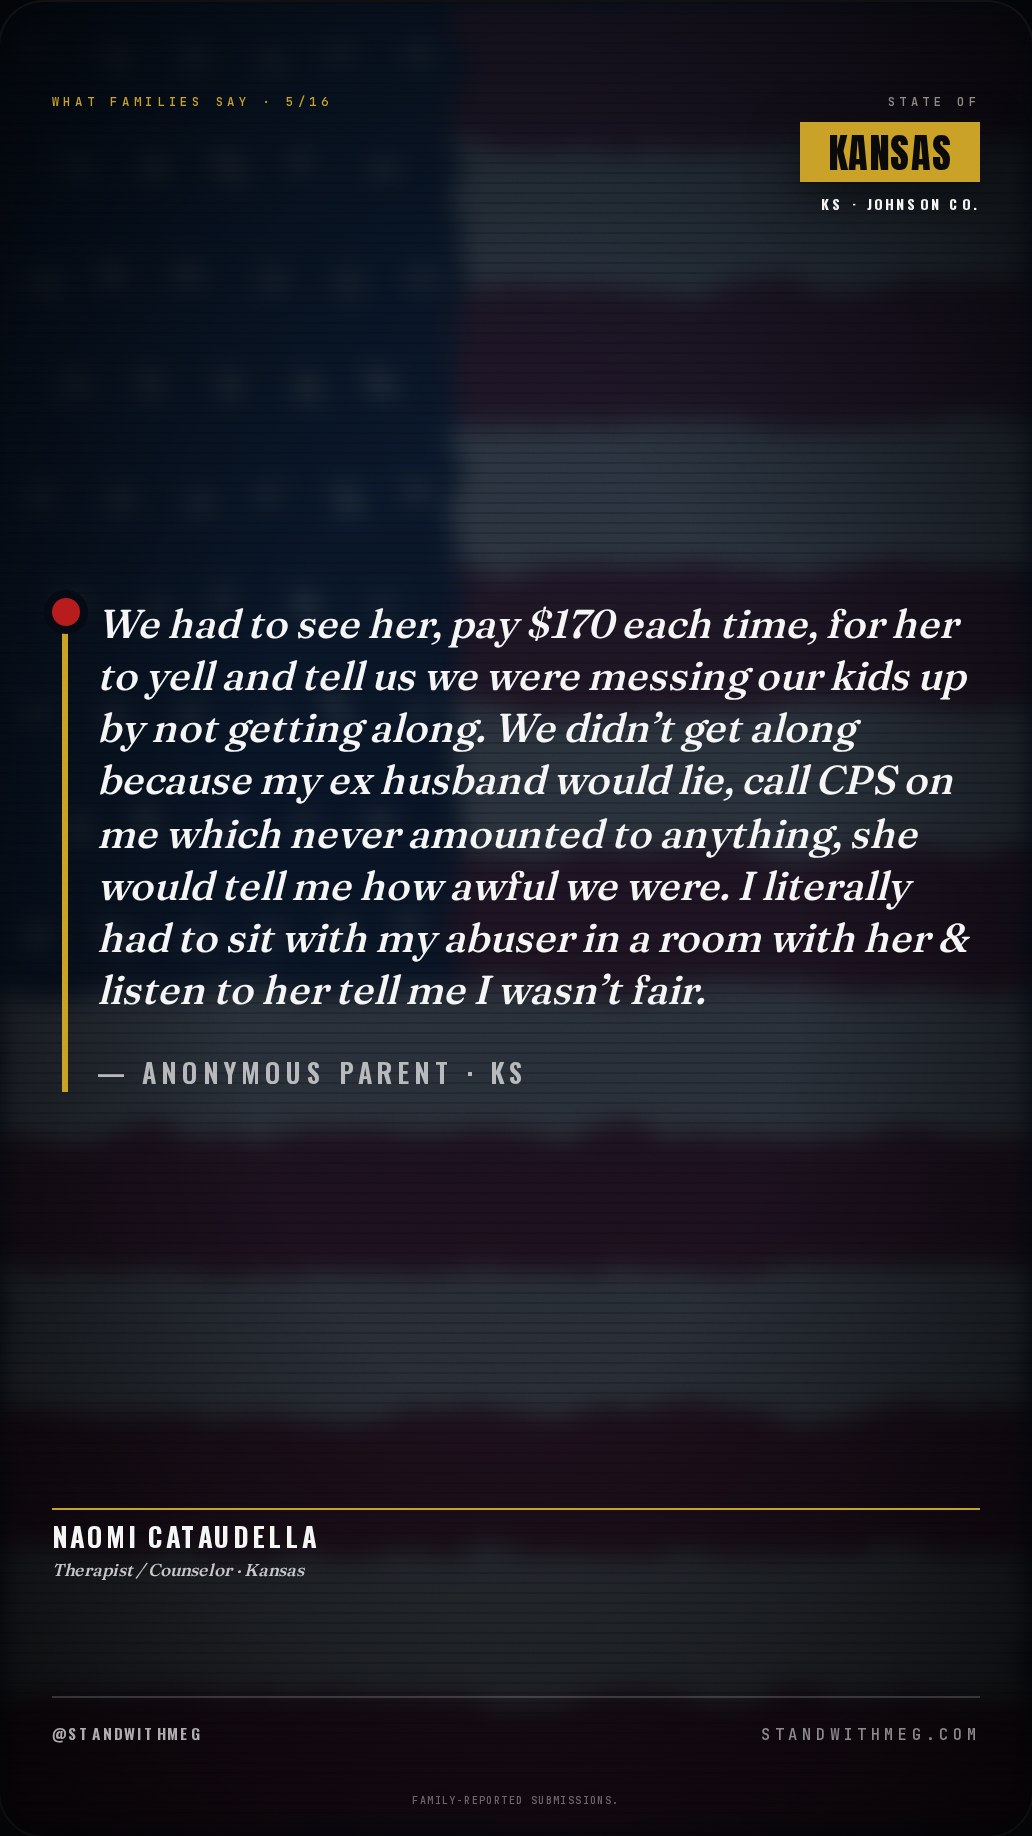 WHAT FAMILIES SAY · 5/16
STATE OF
KANSAS
KS · JOHNSON CO.
We had to see her, pay $170 each time, for her
to yell and tell us we were messing our kids up
by not getting along. We didn’t get along
because my ex husband would lie, call CPS on
me which never amounted to anything, she
would tell me how awful we were. I literally
had to sit with my abuser in a room with her &
listen to her tell me I wasn’t fair.
— ANONYMOUS PARENT · KS
NAOMI CATAUDELLA
Therapist / Counselor · Kansas
@STANDWITHMEG
STANDWITHMEG.COM
FAMILY-REPORTED SUBMISSIONS.